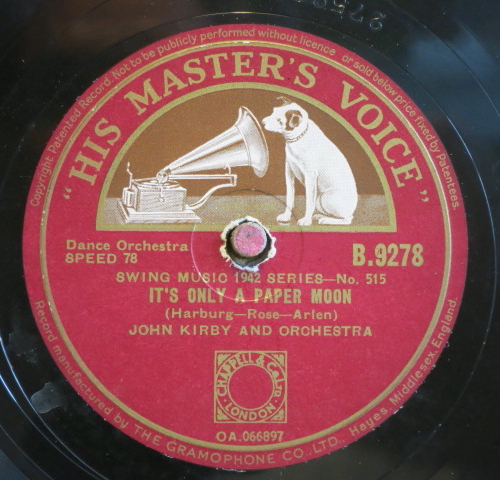 Copyright Patented Record. Not to be publicly performed without licence or sold below price fixed by Patentees.
"HIS MASTER'S VOICE"
Dance Orchestra
SPEED 78
B.9278
SWING MUSIC 1942 SERIES—No. 515
IT'S ONLY A PAPER MOON
(Harburg—Rose—Arlen)
JOHN KIRBY AND ORCHESTRA
CHAPPELL & Co. LTD.
LONDON
OA.066897
Record manufactured by THE GRAMOPHONE CO., LTD. Hayes, Middlesex, England.